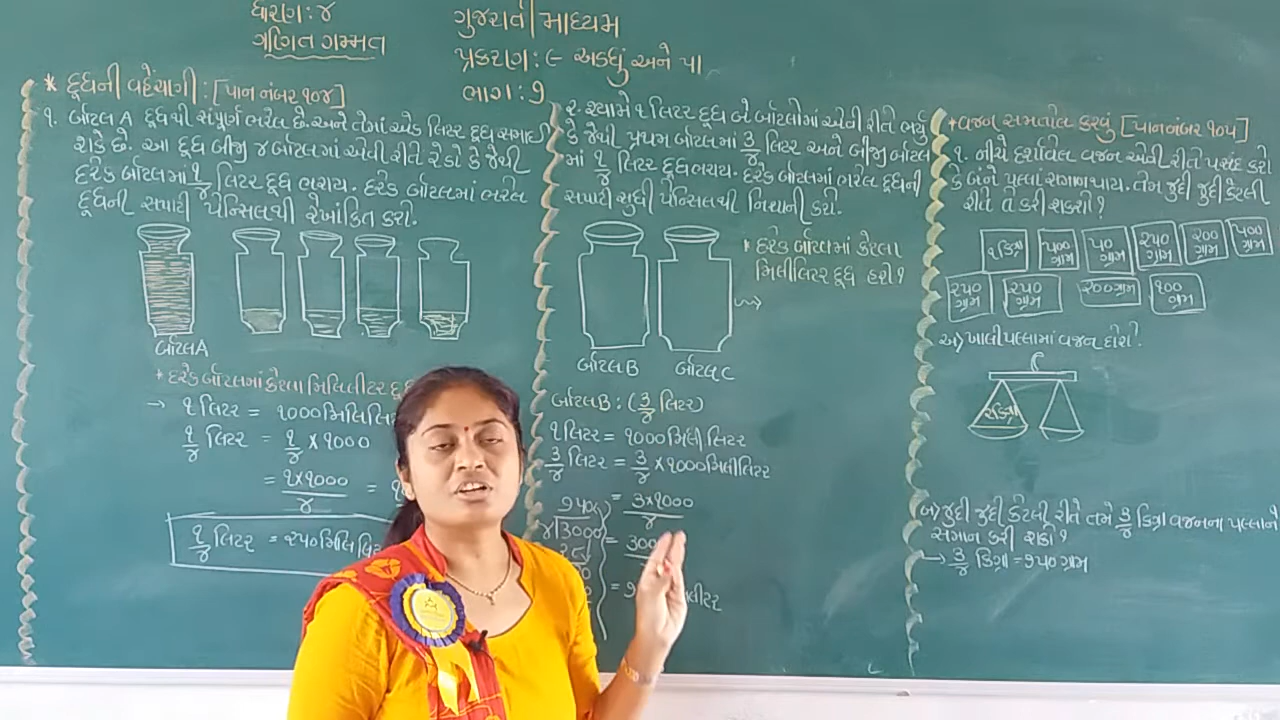 ધોરણ: ૪
ગણિત ગમ્મત
ગુજરાતી માધ્યમ
પ્રકરણ: ૯ અડધું અને પા
ભાગ: ૭
* દૂધની વહેંચણી: [પાન નંબર ૧૦૪]
૧. બૉટલ A દૂધથી સંપૂર્ણ ભરેલ છે. અને તેમાં એક લિટર દૂધ સમાઈ
શકે છે. આ દૂધ બીજી ૪ બૉટલમાં એવી રીતે રેડો કે જેથી
દરેક બૉટલમાં ૧/૪ લિટર દૂધ ભરાય. દરેક બૉટલમાં ભરેલ
દૂધની સપાટી પેન્સિલથી રેખાંકિત કરો.
બૉટલ A
* દરેક બૉટલમાં કેટલા મિલિલીટર
→ ૧ લિટર = ૧૦૦૦ મિલિ
૧/૪ લિટર = ૧/૪ × ૧૦૦૦
= ૧×૧૦૦૦/૪ =
૧/૪ લિટર = ૨૫૦ મિલિ
૨. શ્યામે ૧ લિટર દૂધ બે બૉટલોમાં એવી રીતે ભર્યું
કે જેથી પ્રથમ બૉટલમાં ૩/૪ લિટર અને બીજી બૉટલ
માં ૧/૪ લિટર દૂધ ભરાય. દરેક બૉટલમાં ભરેલ દૂધની
સપાટી સુધી પેન્સિલથી નિશાની કરો.
* દરેક બૉટલમાં કેટલા
મિલીલિટર દૂધ હશે?
બૉટલ B બૉટલ C
બૉટલ B: (૩/૪ લિટર)
૧ લિટર = ૧૦૦૦ મિલી લિટર
૩/૪ લિટર = ૩/૪ × ૧૦૦૦ મિલીલિટર
= ૩×૧૦૦૦/૪
૭૫૦
૪)૩૦૦૦
* વજન સમતોલ કરવું [પાન નંબર ૧૦૫]
૧. નીચે દર્શાવેલ વજન એવી રીતે પસંદ કરો
કે બંને પલ્લાં સમાન થાય. તેમ જુદી જુદી કેટલી
રીતે તે કરી શકશો?
૧ કિગ્રા ૫૦૦ ગ્રામ ૫૦ ગ્રામ ૨૫૦ ગ્રામ ૨૦૦ ગ્રામ ૫૦૦ ગ્રામ
૨૫૦ ગ્રામ ૨૫૦ ગ્રામ ૨૦૦ ગ્રામ ૧૦૦ ગ્રામ
અ) ખાલી પલ્લામાં વજન દોરો.
બ) જુદી જુદી કેટલી રીતે તમે ૩/૪ કિગ્રા વજનના પલ્લાને
સમાન કરી શકો?
→ ૩/૪ કિગ્રા = ૭૫૦ ગ્રામ